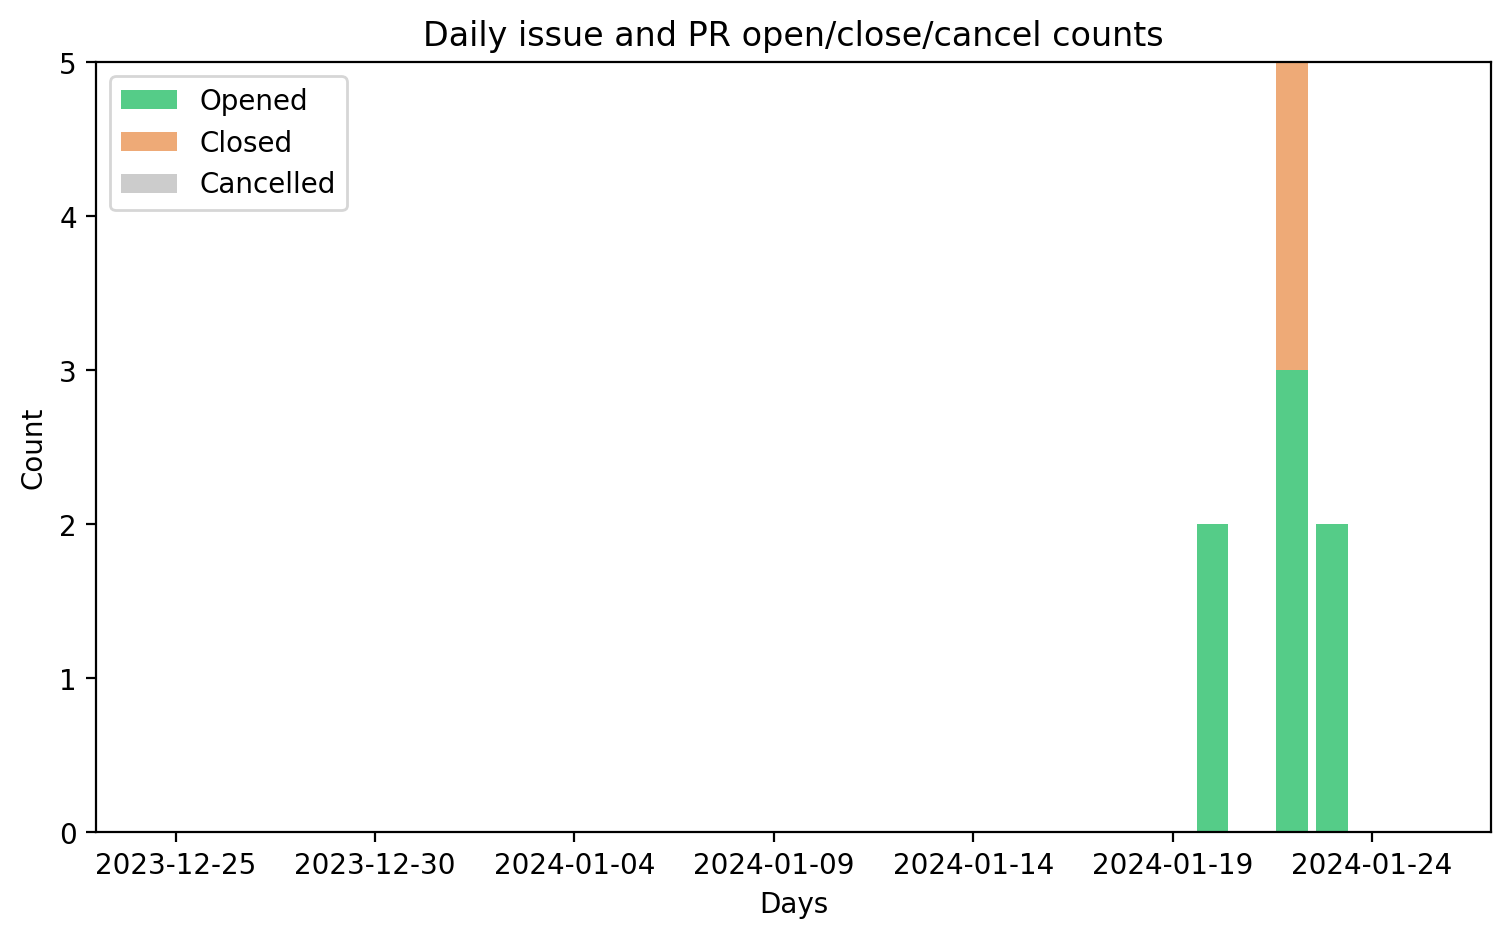 Daily issue and PR open/close/cancel counts
Opened
Closed
Cancelled
5
4
3
2
1
0
Count
2023-12-25
2023-12-30
2024-01-04
2024-01-09
2024-01-14
2024-01-19
2024-01-24
Days